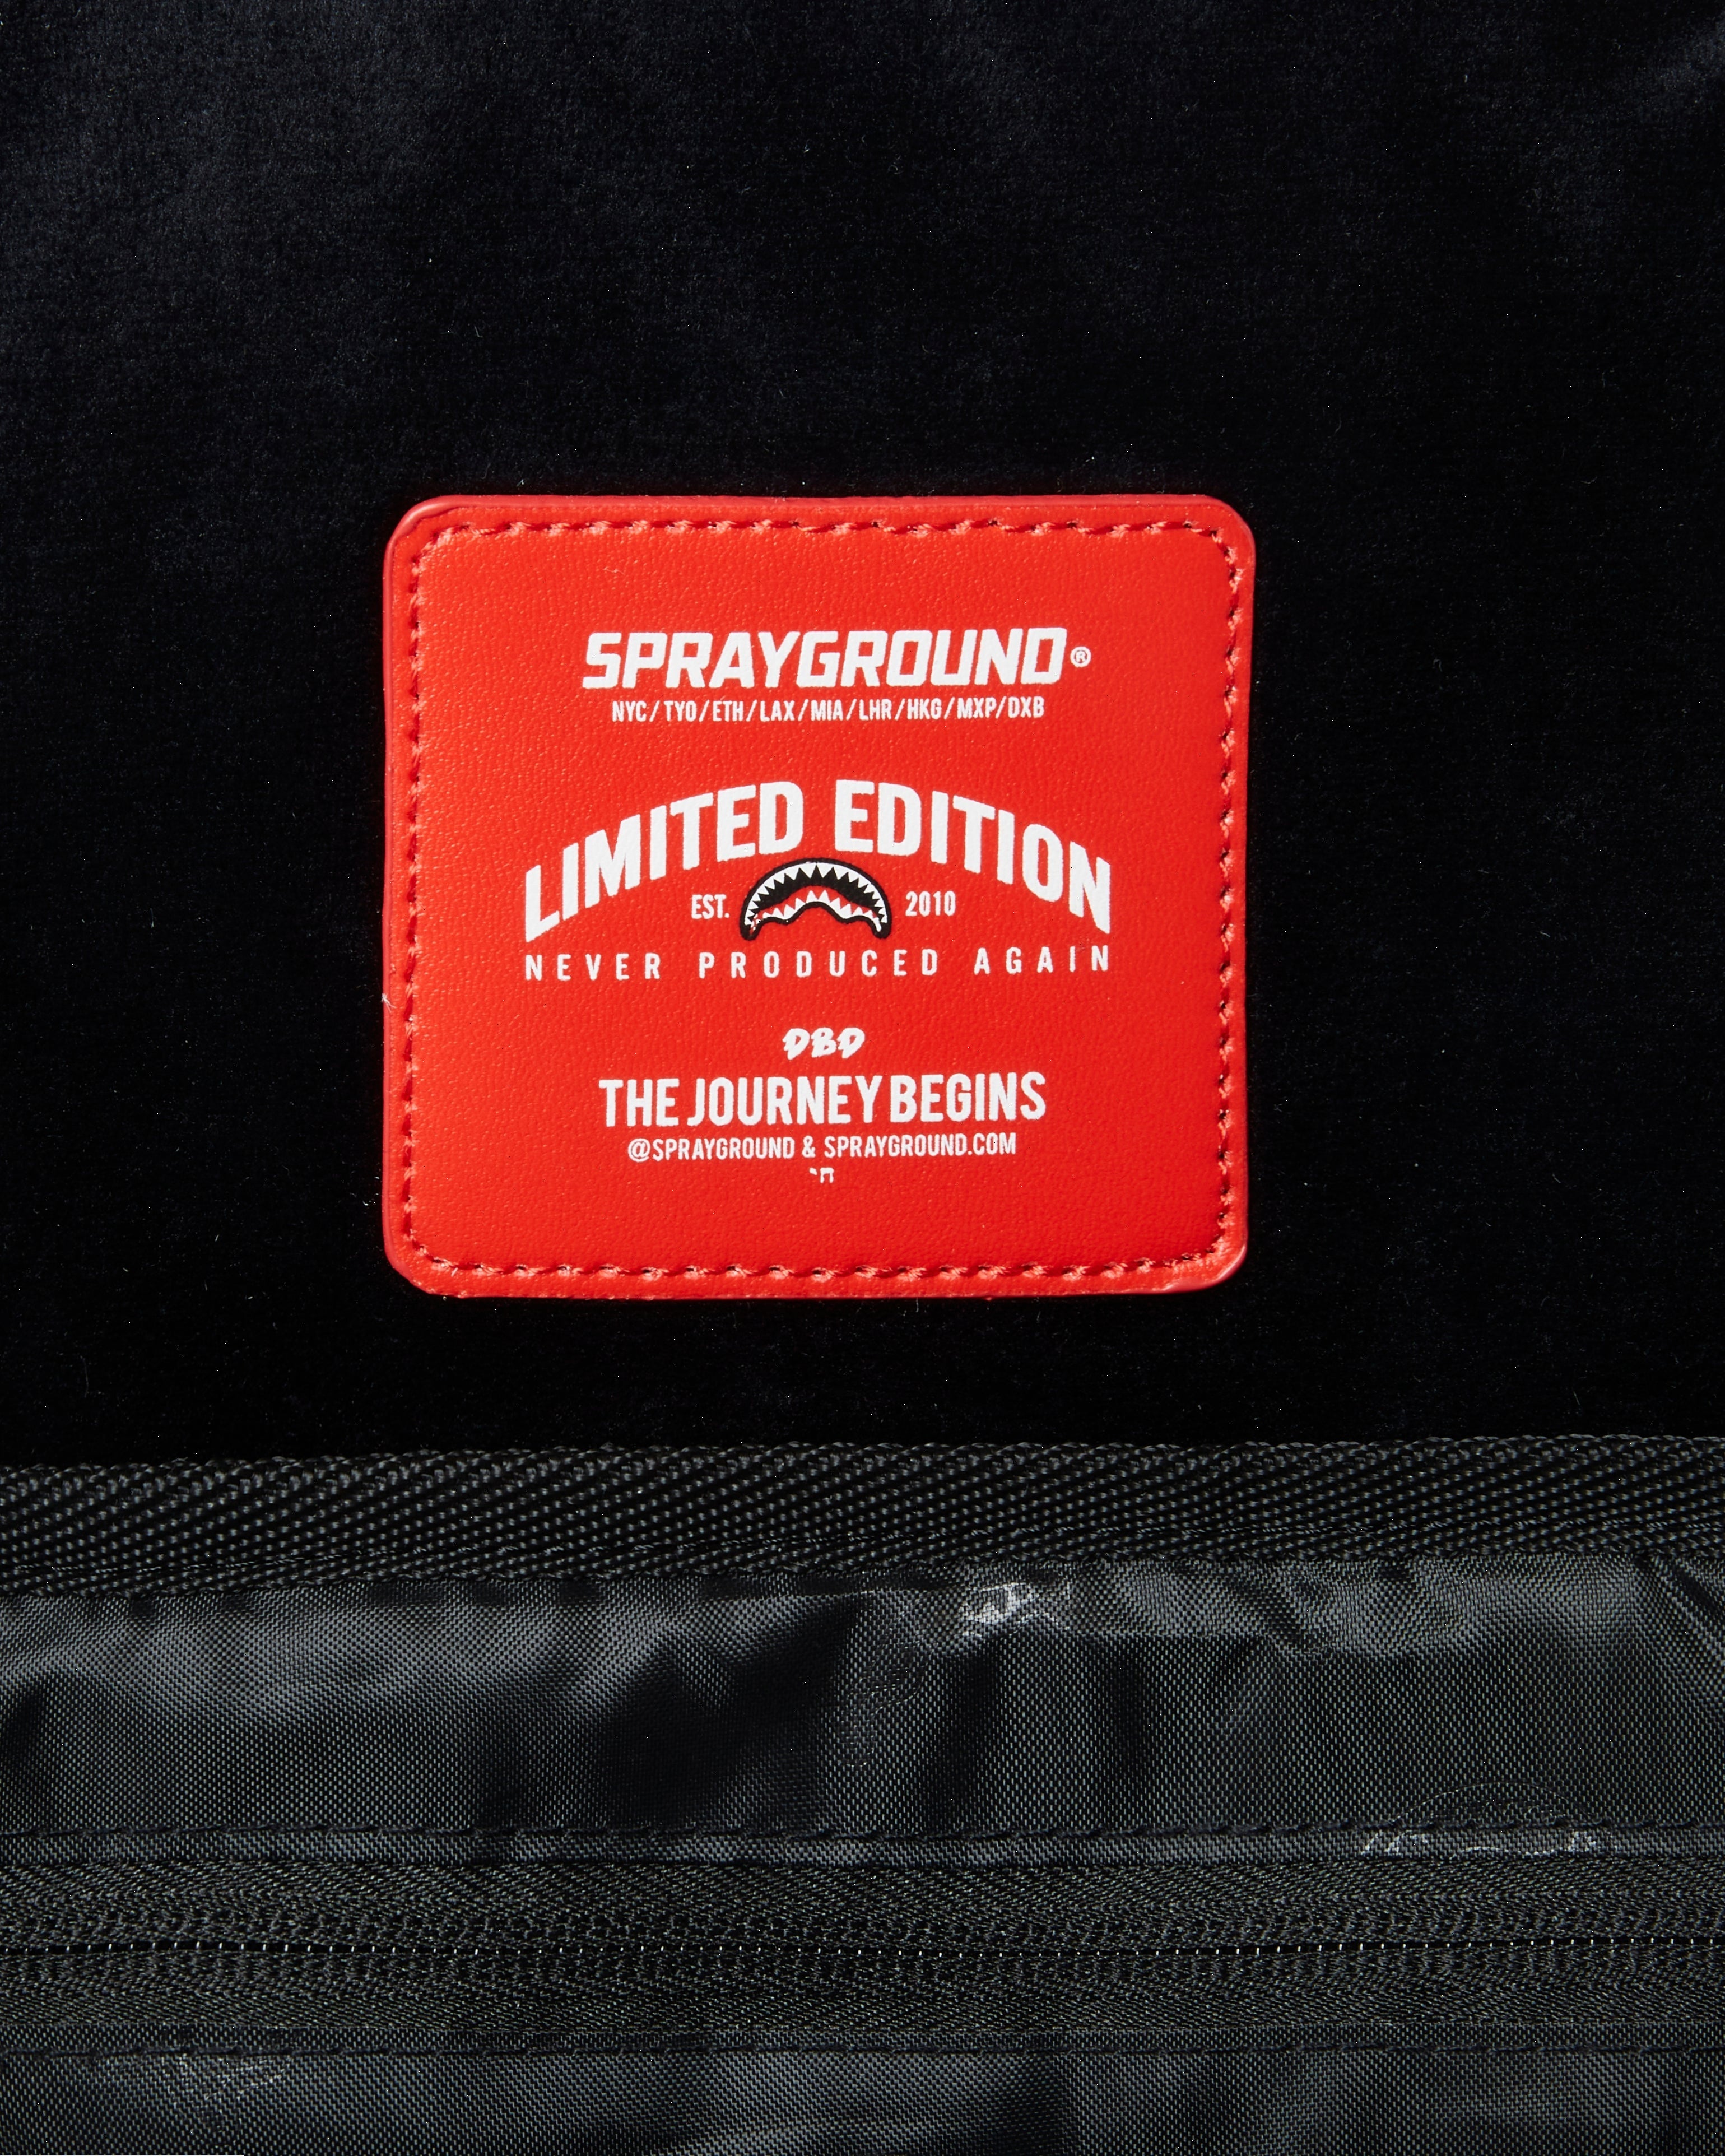 SPRAYGROUND®
NYC/TYO/ETH/LAX/MIA/LHR/HKG/MXP/DXB
LIMITED EDITION
EST. 2010
NEVER PRODUCED AGAIN
DBD
THE JOURNEY BEGINS
@SPRAYGROUND & SPRAYGROUND.COM
חי